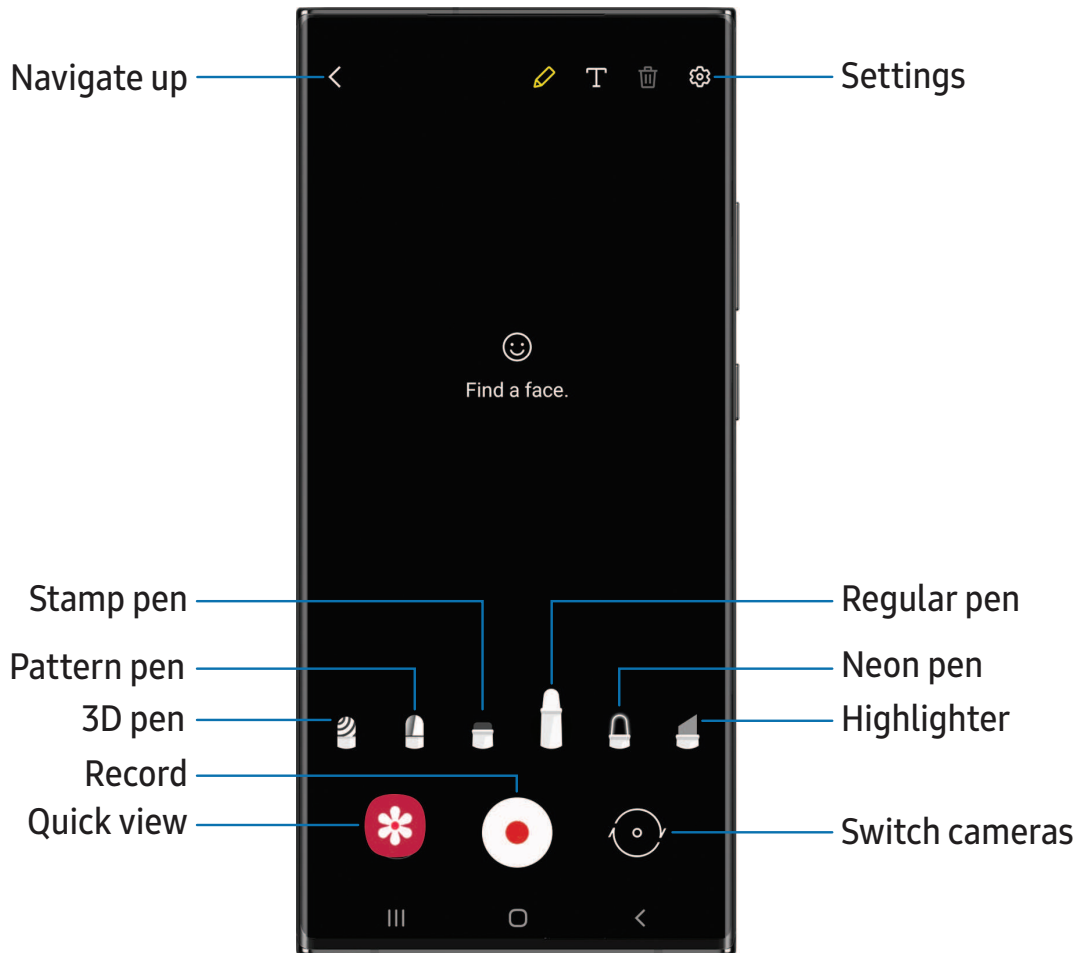 Navigate up
Settings
T
Find a face.
Stamp pen
Regular pen
Pattern pen
Neon pen
3D pen
Highlighter
Record
Quick view
Switch cameras